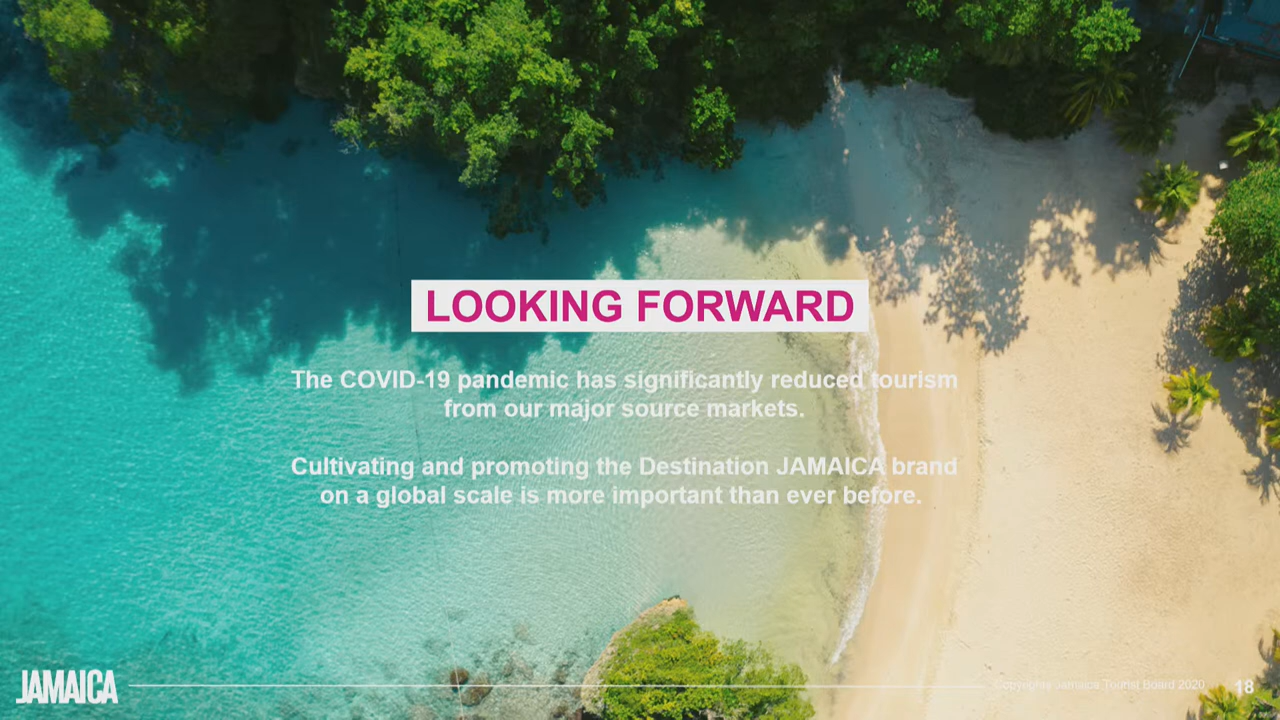 LOOKING FORWARD
The COVID-19 pandemic has significantly reduced tourism
from our major source markets.
Cultivating and promoting the Destination JAMAICA brand
on a global scale is more important than ever before.
JAMAICA
Copyrights Jamaica Tourist Board 2020
18